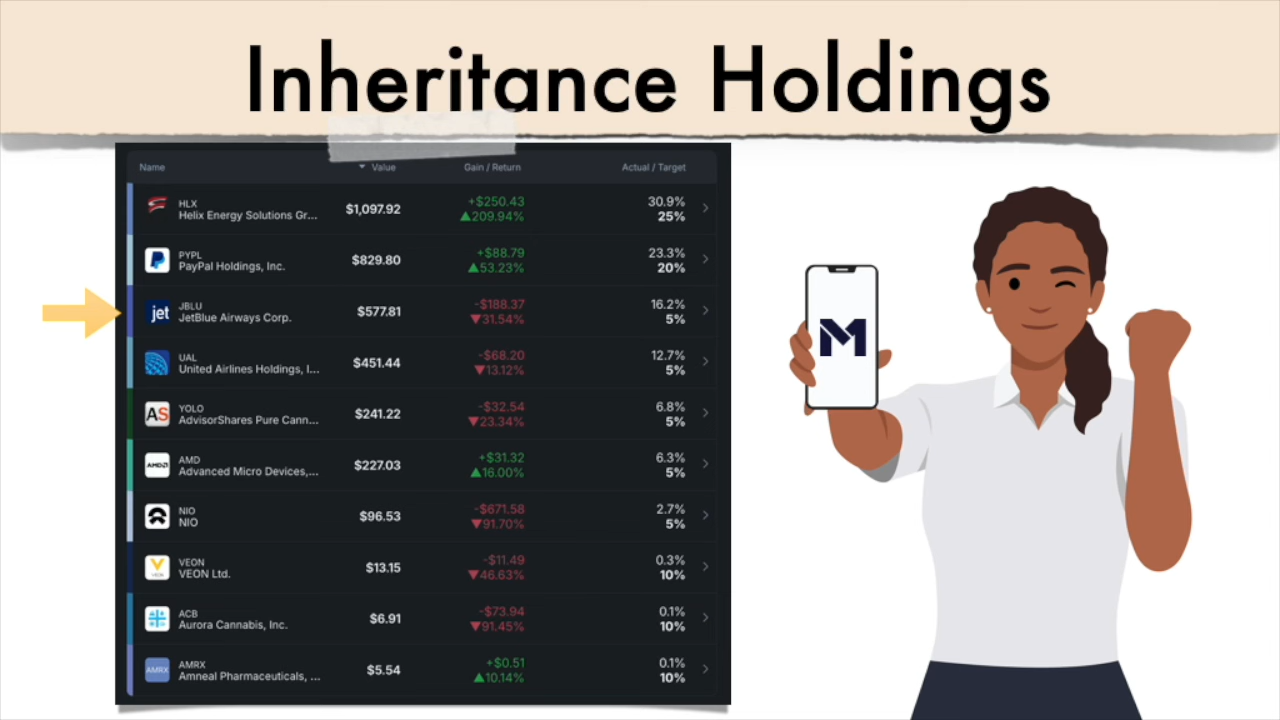 Inheritance Holdings
Name Value Gain / Return Actual / Target
HLX +$250.43 30.9%
Helix Energy Solutions Gr... $1,097.92 ▲209.94% 25%
PYPL +$88.79 23.3%
PayPal Holdings, Inc. $829.80 ▲53.23% 20%
jet JBLU -$188.37 16.2%
JetBlue Airways Corp. $577.81 ▼31.54% 5%
UAL -$68.20 12.7%
United Airlines Holdings, I... $451.44 ▼13.12% 5%
AS YOLO -$32.54 6.8%
AdvisorShares Pure Cann... $241.22 ▼23.34% 5%
AMD AMD +$31.32 6.3%
Advanced Micro Devices,... $227.03 ▲16.00% 5%
NIO -$671.58 2.7%
NIO $96.53 ▼91.70% 5%
VEON VEON -$11.49 0.3%
VEON Ltd. $13.15 ▼46.63% 10%
ACB -$73.94 0.1%
Aurora Cannabis, Inc. $6.91 ▼91.45% 10%
AMRX AMRX +$0.51 0.1%
Amneal Pharmaceuticals, ... $5.54 ▲10.14% 10%
M